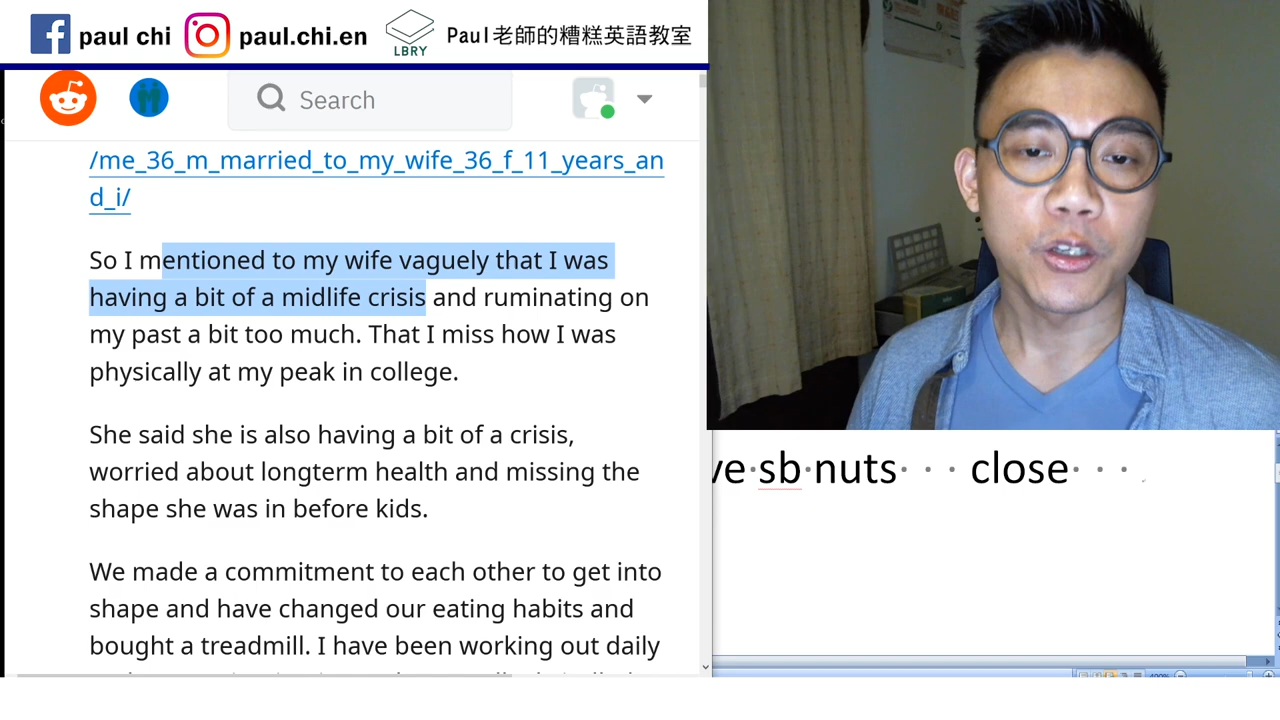 paul chi
paul.chi.en
LBRY
Paul老師的糟糕英語教室
Search
/me_36_m_married_to_my_wife_36_f_11_years_an
d_i/
So I mentioned to my wife vaguely that I was
having a bit of a midlife crisis and ruminating on
my past a bit too much. That I miss how I was
physically at my peak in college.
She said she is also having a bit of a crisis,
worried about longterm health and missing the
shape she was in before kids.
We made a commitment to each other to get into
shape and have changed our eating habits and
bought a treadmill. I have been working out daily
ve sb nuts close